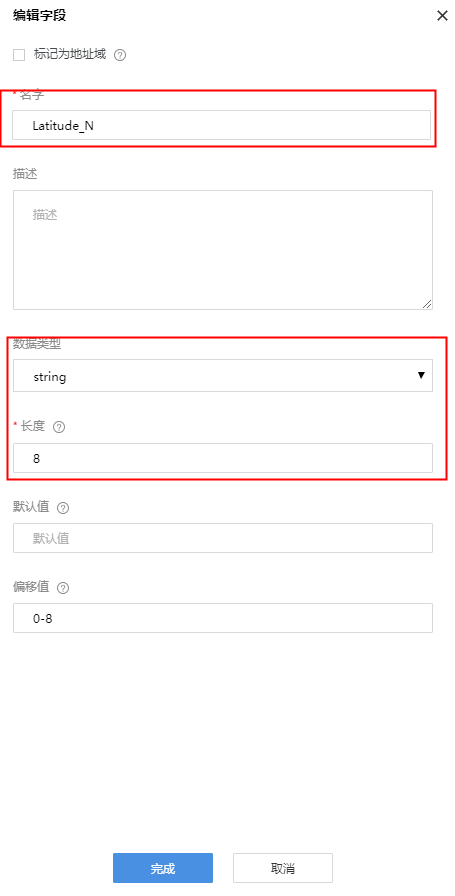 编辑字段
标记为地址域
* 名字
Latitude_N
描述
描述
数据类型
string
* 长度
8
默认值
默认值
偏移值
0-8
完成 取消